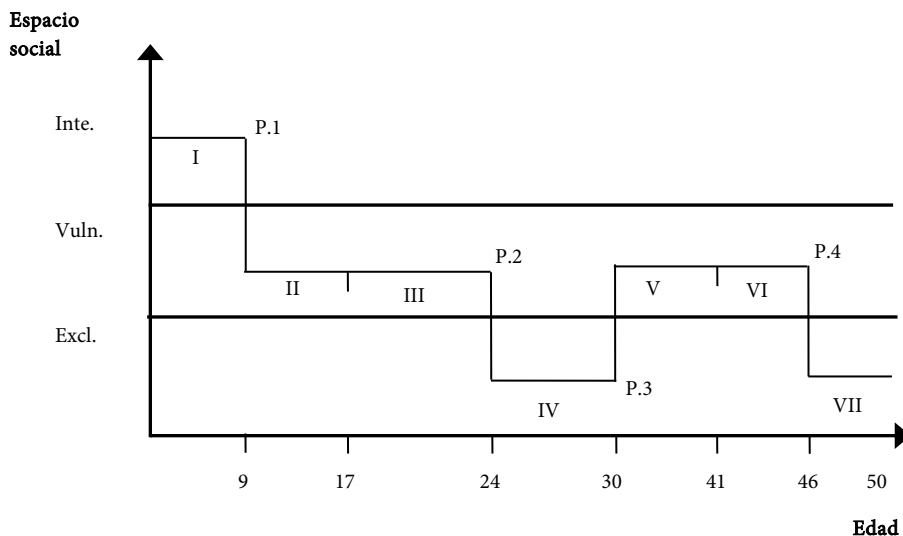 Espacio
social
Inte.
P.1
I
Vuln.
P.2
P.4
II
III
V
VI
Excl.
P.3
IV
VII
9 17 24 30 41 46 50
Edad